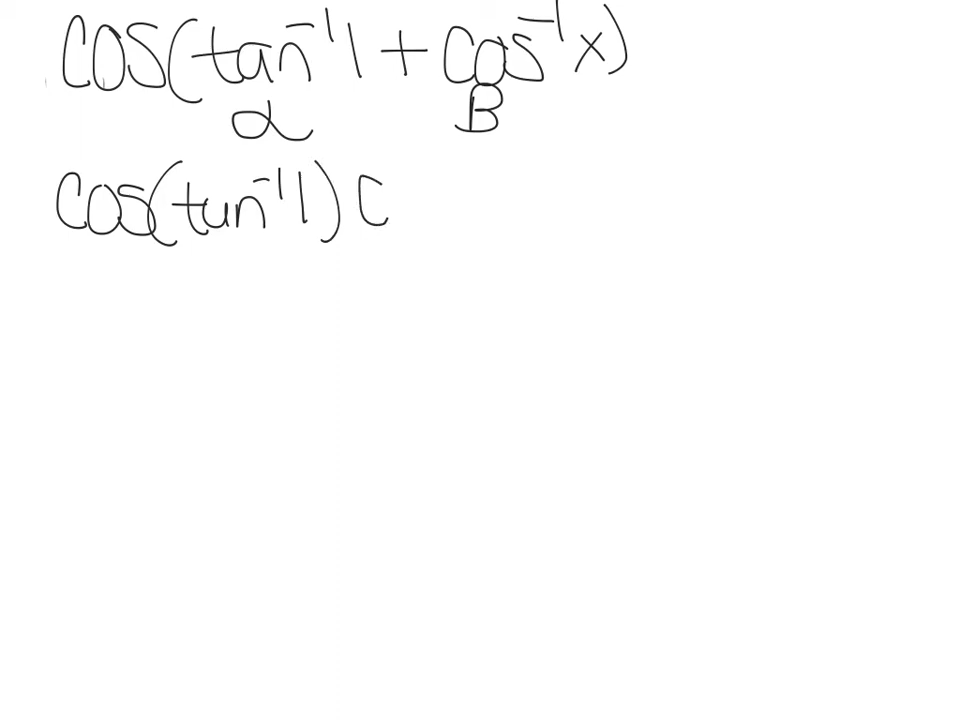 cos(tan⁻¹1 + cos⁻¹x)
α B
cos(tan⁻¹1) c